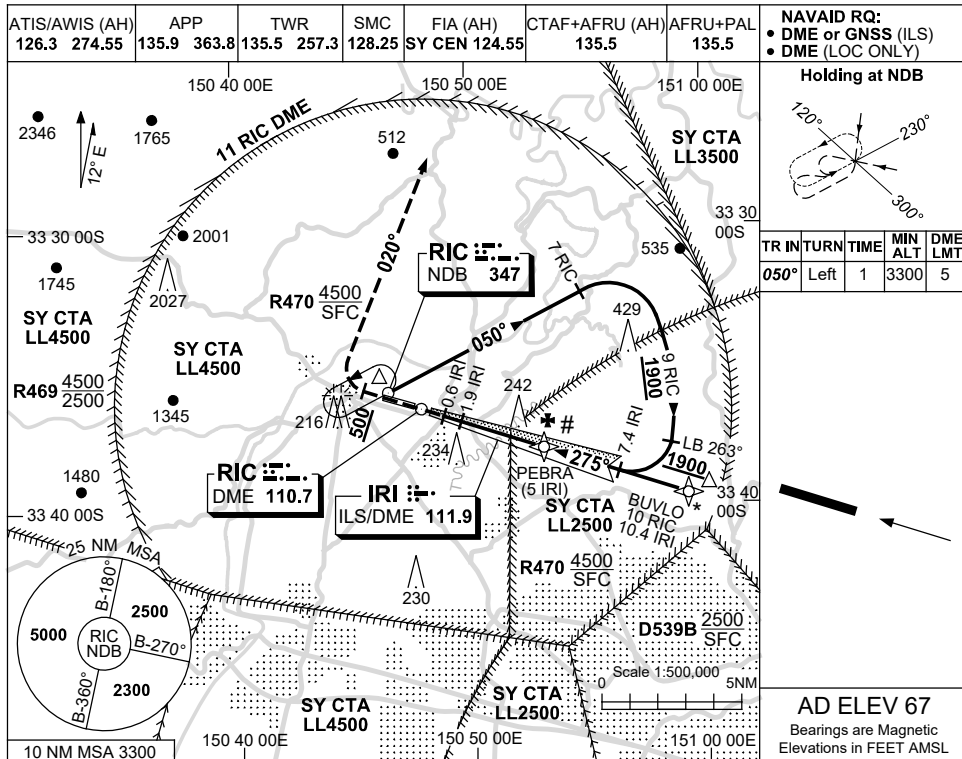 ATIS/AWIS (AH)
126.3 274.55
APP
135.9 363.8
TWR
135.5 257.3
SMC
128.25
FIA (AH)
SY CEN 124.55
CTAF+AFRU (AH)
135.5
AFRU+PAL
135.5
NAVAID RQ:
• DME or GNSS (ILS)
• DME (LOC ONLY)
150 40 00E
150 50 00E
151 00 00E
Holding at NDB
120°
230°
300°
TR IN TURN TIME MIN ALT DME LMT
050° Left 1 3300 5
2346
12° E
1765
11 RIC DME
512
SY CTA
LL3500
33 30 00S
33 30
00S
2001
535
1745
2027
020°
RIC
NDB 347
7 RIC
R470 4500
SFC
SY CTA
LL4500
SY CTA
LL4500
050°
429
9 RIC
1900
R469 4500
2500
1345
0.6 IRI
1.9 IRI
242
#
216
500
234
7.4 IRI
LB 263°
1900
275°
PEBRA
(5 IRI)
RIC
DME 110.7
IRI
ILS/DME 111.9
1480
33 40 00S
33 40
00S
*
BUVLO
10 RIC
10.4 IRI
SY CTA
LL2500
R470 4500
SFC
25 NM MSA
B-180°
2500
5000
RIC
NDB
B-270°
B-360°
2300
10 NM MSA 3300
230
D539B 2500
SFC
Scale 1:500,000
0 5NM
SY CTA
LL4500
SY CTA
LL2500
150 40 00E
150 50 00E
151 00 00E
AD ELEV 67
Bearings are Magnetic
Elevations in FEET AMSL